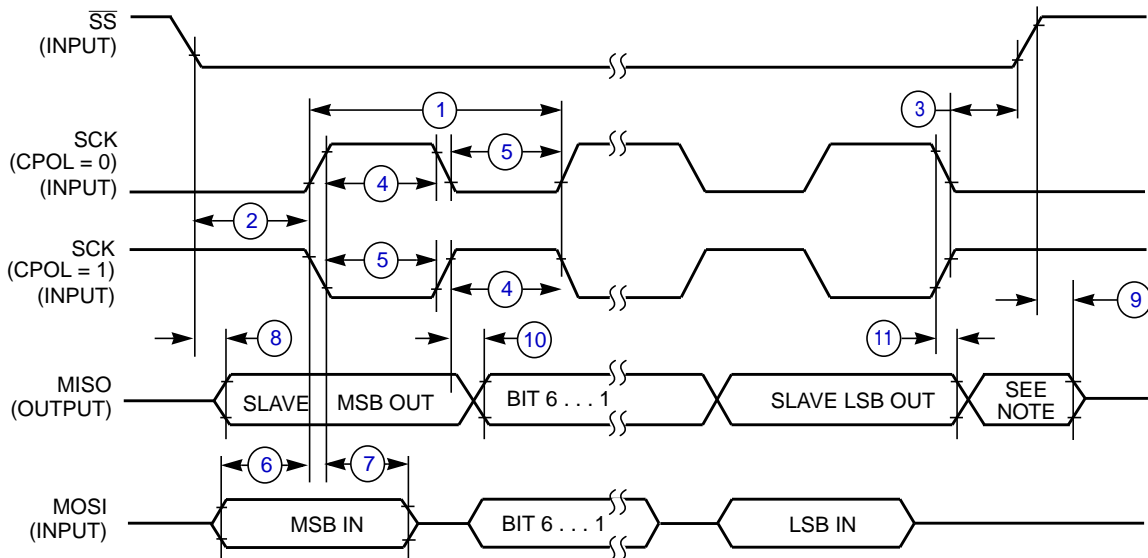 SS
(INPUT)
1
3
SCK
(CPOL = 0)
(INPUT)
5
4
2
SCK
(CPOL = 1)
(INPUT)
5
4
9
8
10
11
MISO
(OUTPUT)
SLAVE MSB OUT
BIT 6 . . . 1
SLAVE LSB OUT
SEE
NOTE
6
7
MOSI
(INPUT)
MSB IN
BIT 6 . . . 1
LSB IN